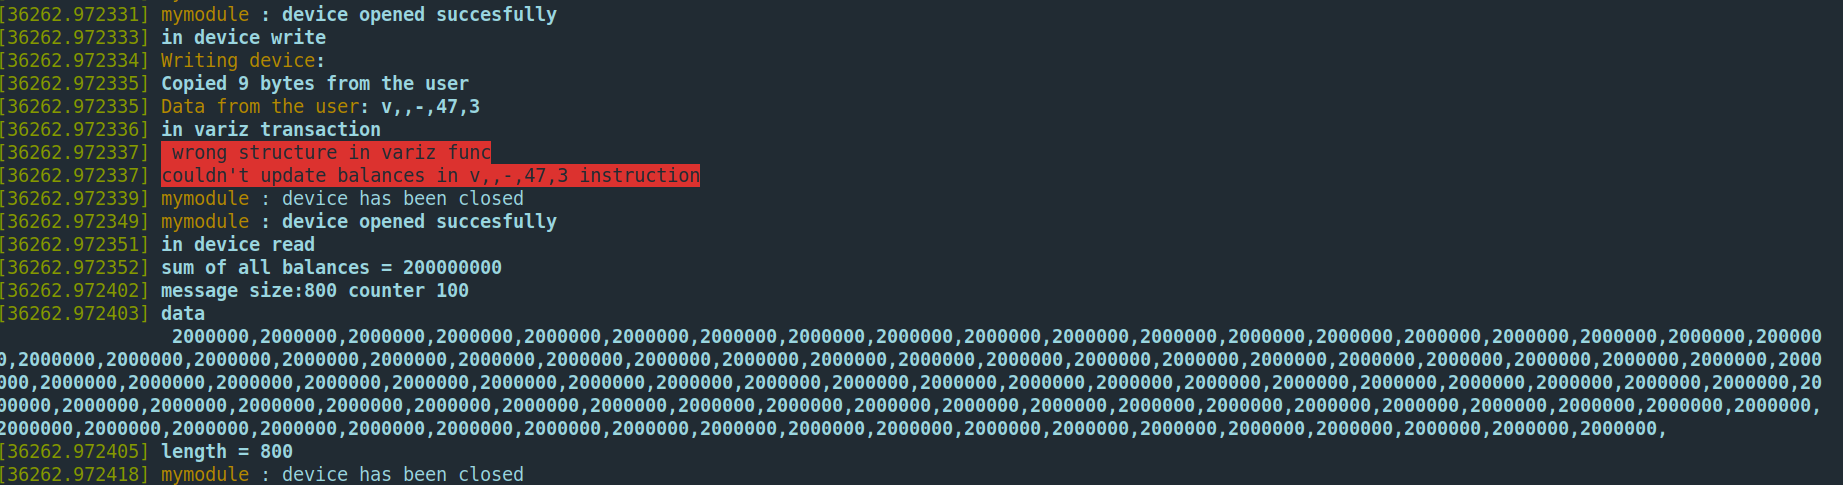 [36262.972331] mymodule : device opened succesfully
[36262.972333] in device write
[36262.972334] Writing device:
[36262.972335] Copied 9 bytes from the user
[36262.972335] Data from the user: v,,-,47,3
[36262.972336] in variz transaction
[36262.972337] wrong structure in variz func
[36262.972337] couldn't update balances in v,,-,47,3 instruction
[36262.972339] mymodule : device has been closed
[36262.972349] mymodule : device opened succesfully
[36262.972351] in device read
[36262.972352] sum of all balances = 200000000
[36262.972402] message size:800 counter 100
[36262.972403] data
2000000,2000000,2000000,2000000,2000000,2000000,2000000,2000000,2000000,2000000,2000000,2000000,2000000,2000000,2000000,2000000,2000000,2000000,200000
0,2000000,2000000,2000000,2000000,2000000,2000000,2000000,2000000,2000000,2000000,2000000,2000000,2000000,2000000,2000000,2000000,2000000,2000000,2000000,2000000,2000
000,2000000,2000000,2000000,2000000,2000000,2000000,2000000,2000000,2000000,2000000,2000000,2000000,2000000,2000000,2000000,2000000,2000000,2000000,2000000,2000000,20
00000,2000000,2000000,2000000,2000000,2000000,2000000,2000000,2000000,2000000,2000000,2000000,2000000,2000000,2000000,2000000,2000000,2000000,2000000,2000000,2000000,
2000000,2000000,2000000,2000000,2000000,2000000,2000000,2000000,2000000,2000000,2000000,2000000,2000000,2000000,2000000,2000000,2000000,2000000,2000000,
[36262.972405] length = 800
[36262.972418] mymodule : device has been closed